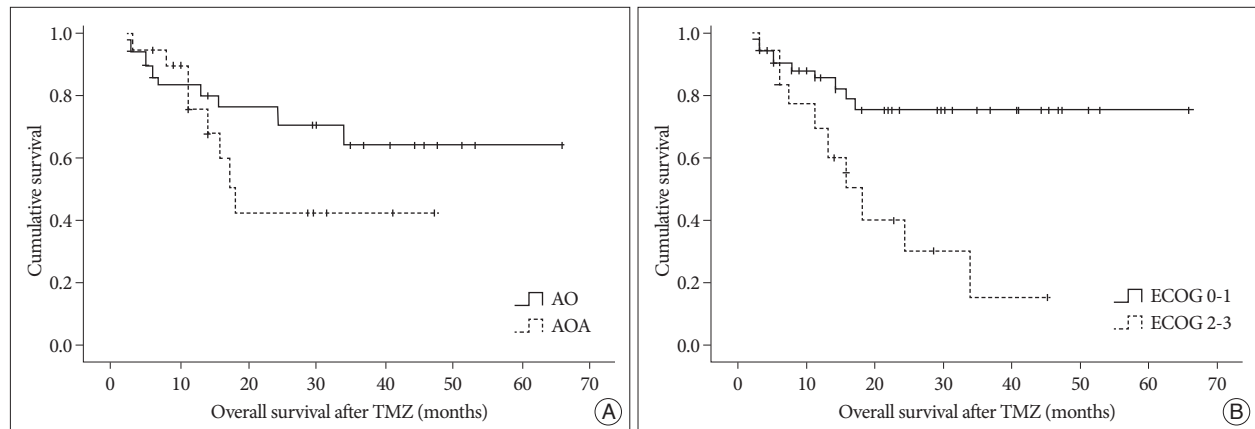 1.0
0.8
0.6
0.4
0.2
0.0
Cumulative survival
AO
AOA
0 10 20 30 40 50 60 70
Overall survival after TMZ (months)
A
1.0
0.8
0.6
0.4
0.2
0.0
Cumulative survival
ECOG 0-1
ECOG 2-3
0 10 20 30 40 50 60 70
Overall survival after TMZ (months)
B